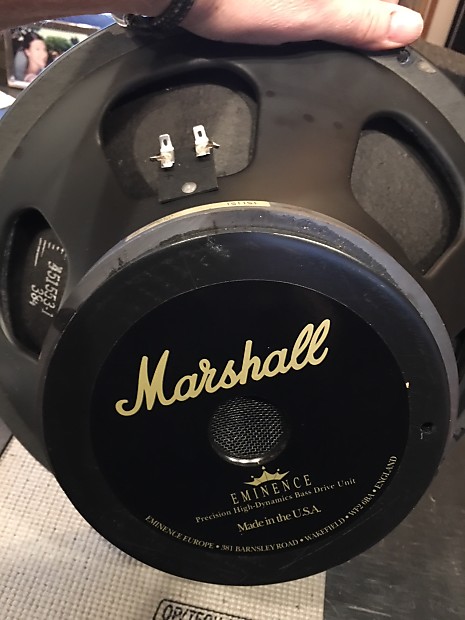 Marshall
EMINENCE
Precision High-Dynamics Bass Drive Unit
Made in the U.S.A.
EMINENCE EUROPE • 381 BARNSLEY ROAD • WAKEFIELD • WF2 6BA • ENGLAND